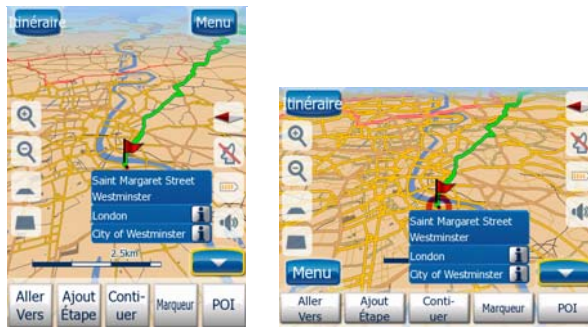 Itinéraire
Menu
Saint Margaret Street
Westminster
London
City of Westminster
2.5km
Aller Vers
Ajout Étape
Conti-uer
Marqueur
POI
Itinéraire
Saint Margaret Street
Westminster
London
City of Westminster
Menu
Aller Vers
Ajout Étape
Conti-uer
Marqueur
POI